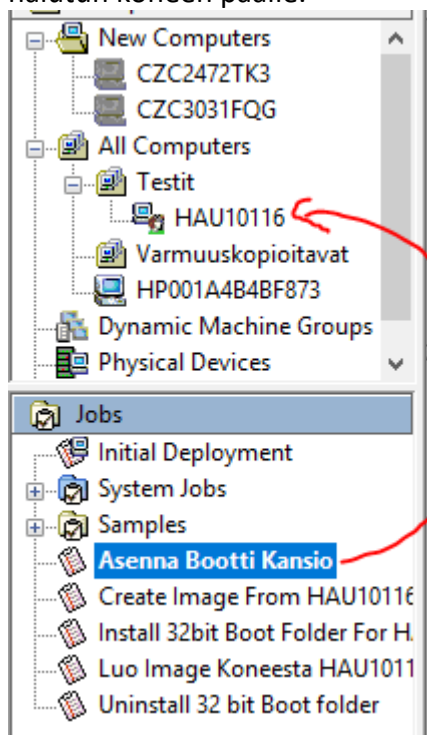 New Computers
CZC2472TK3
CZC3031FQG
All Computers
Testit
HAU10116
Varmuuskopioitavat
HP001A4B4BF873
Dynamic Machine Groups
Physical Devices
Jobs
Initial Deployment
System Jobs
Samples
Asenna Bootti Kansio
Create Image From HAU10116
Install 32bit Boot Folder For H
Luo Image Koneesta HAU1011
Uninstall 32 bit Boot folder